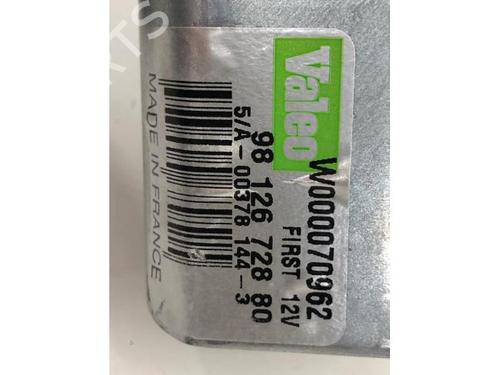 Valeo
W000070962
FIRST 12V
98 126 728 80
5/A-00378 144-3
MADE IN FRANCE